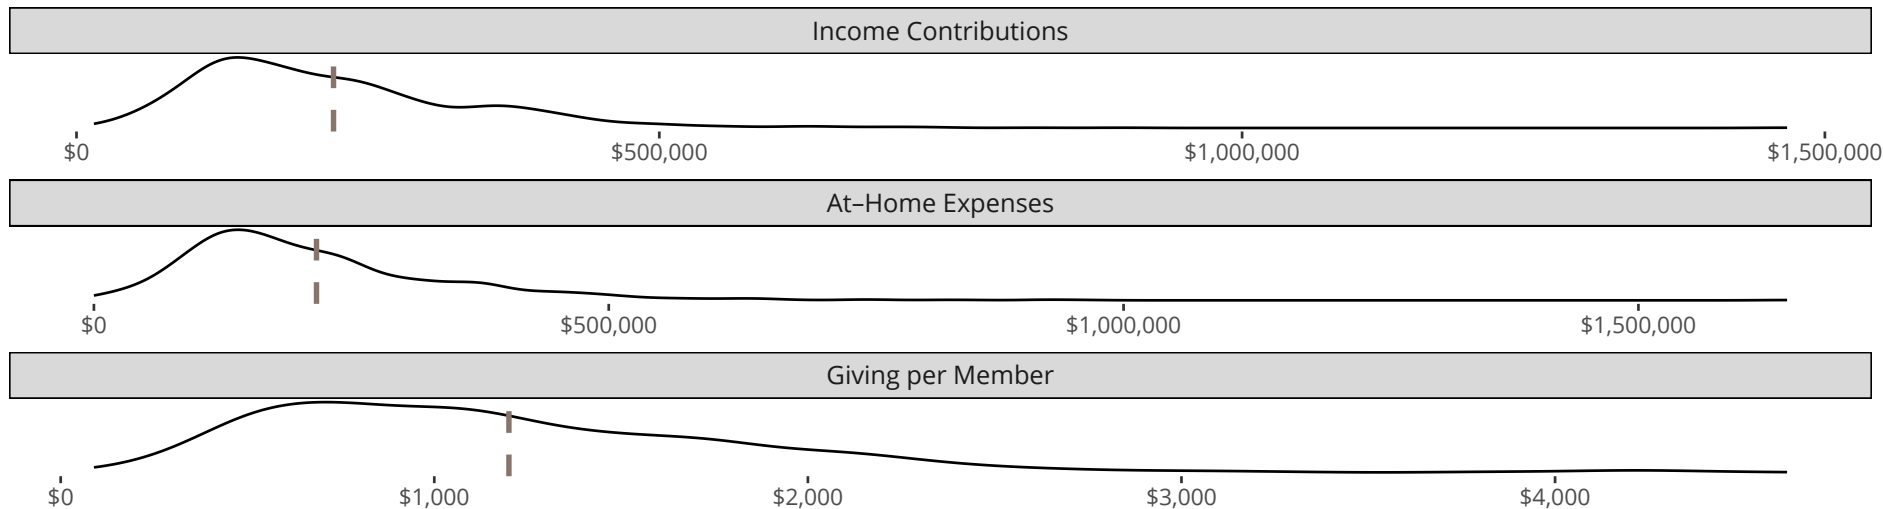 Income Contributions
$0 $500,000 $1,000,000 $1,500,000
At–Home Expenses
$0 $500,000 $1,000,000 $1,500,000
Giving per Member
$0 $1,000 $2,000 $3,000 $4,000